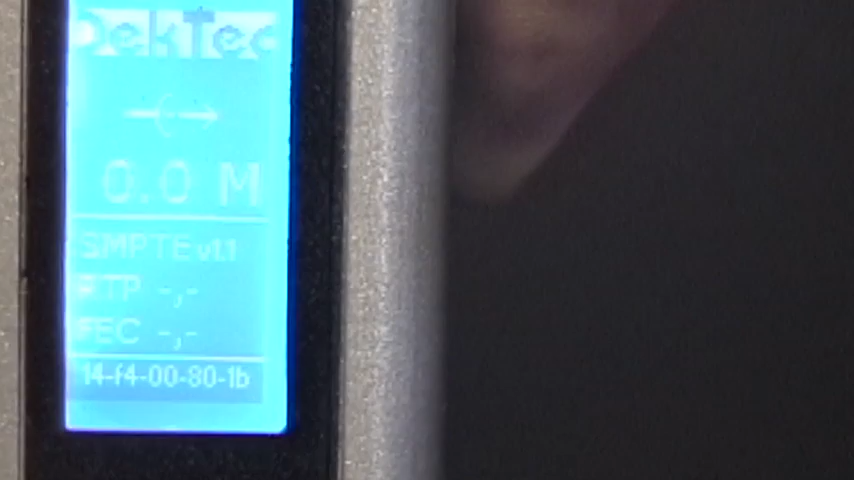 DekTec
0.0 M
SMPTE v1.1
RTP -,-
FEC -,-
14-f4-00-80-1b